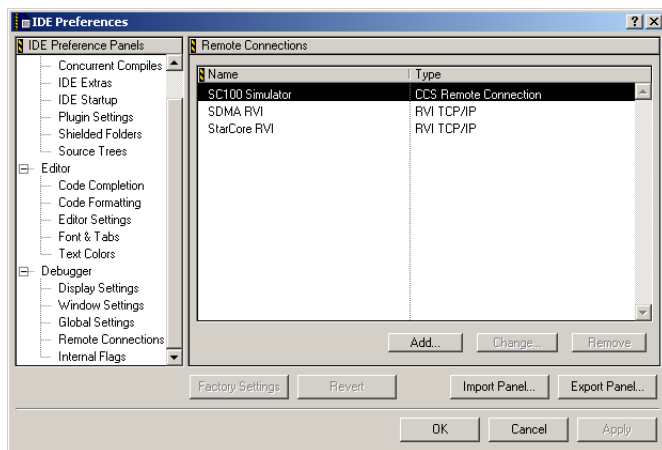 IDE Preferences
IDE Preference Panels
Concurrent Compiles
IDE Extras
IDE Startup
Plugin Settings
Shielded Folders
Source Trees
Editor
Code Completion
Code Formatting
Editor Settings
Font & Tabs
Text Colors
Debugger
Display Settings
Window Settings
Global Settings
Remote Connections
Internal Flags
Remote Connections
Name Type
SC100 Simulator CCS Remote Connection
SDMA RVI RVI TCP/IP
StarCore RVI RVI TCP/IP
Add... Change... Remove
Factory Settings Revert Import Panel... Export Panel...
OK Cancel Apply